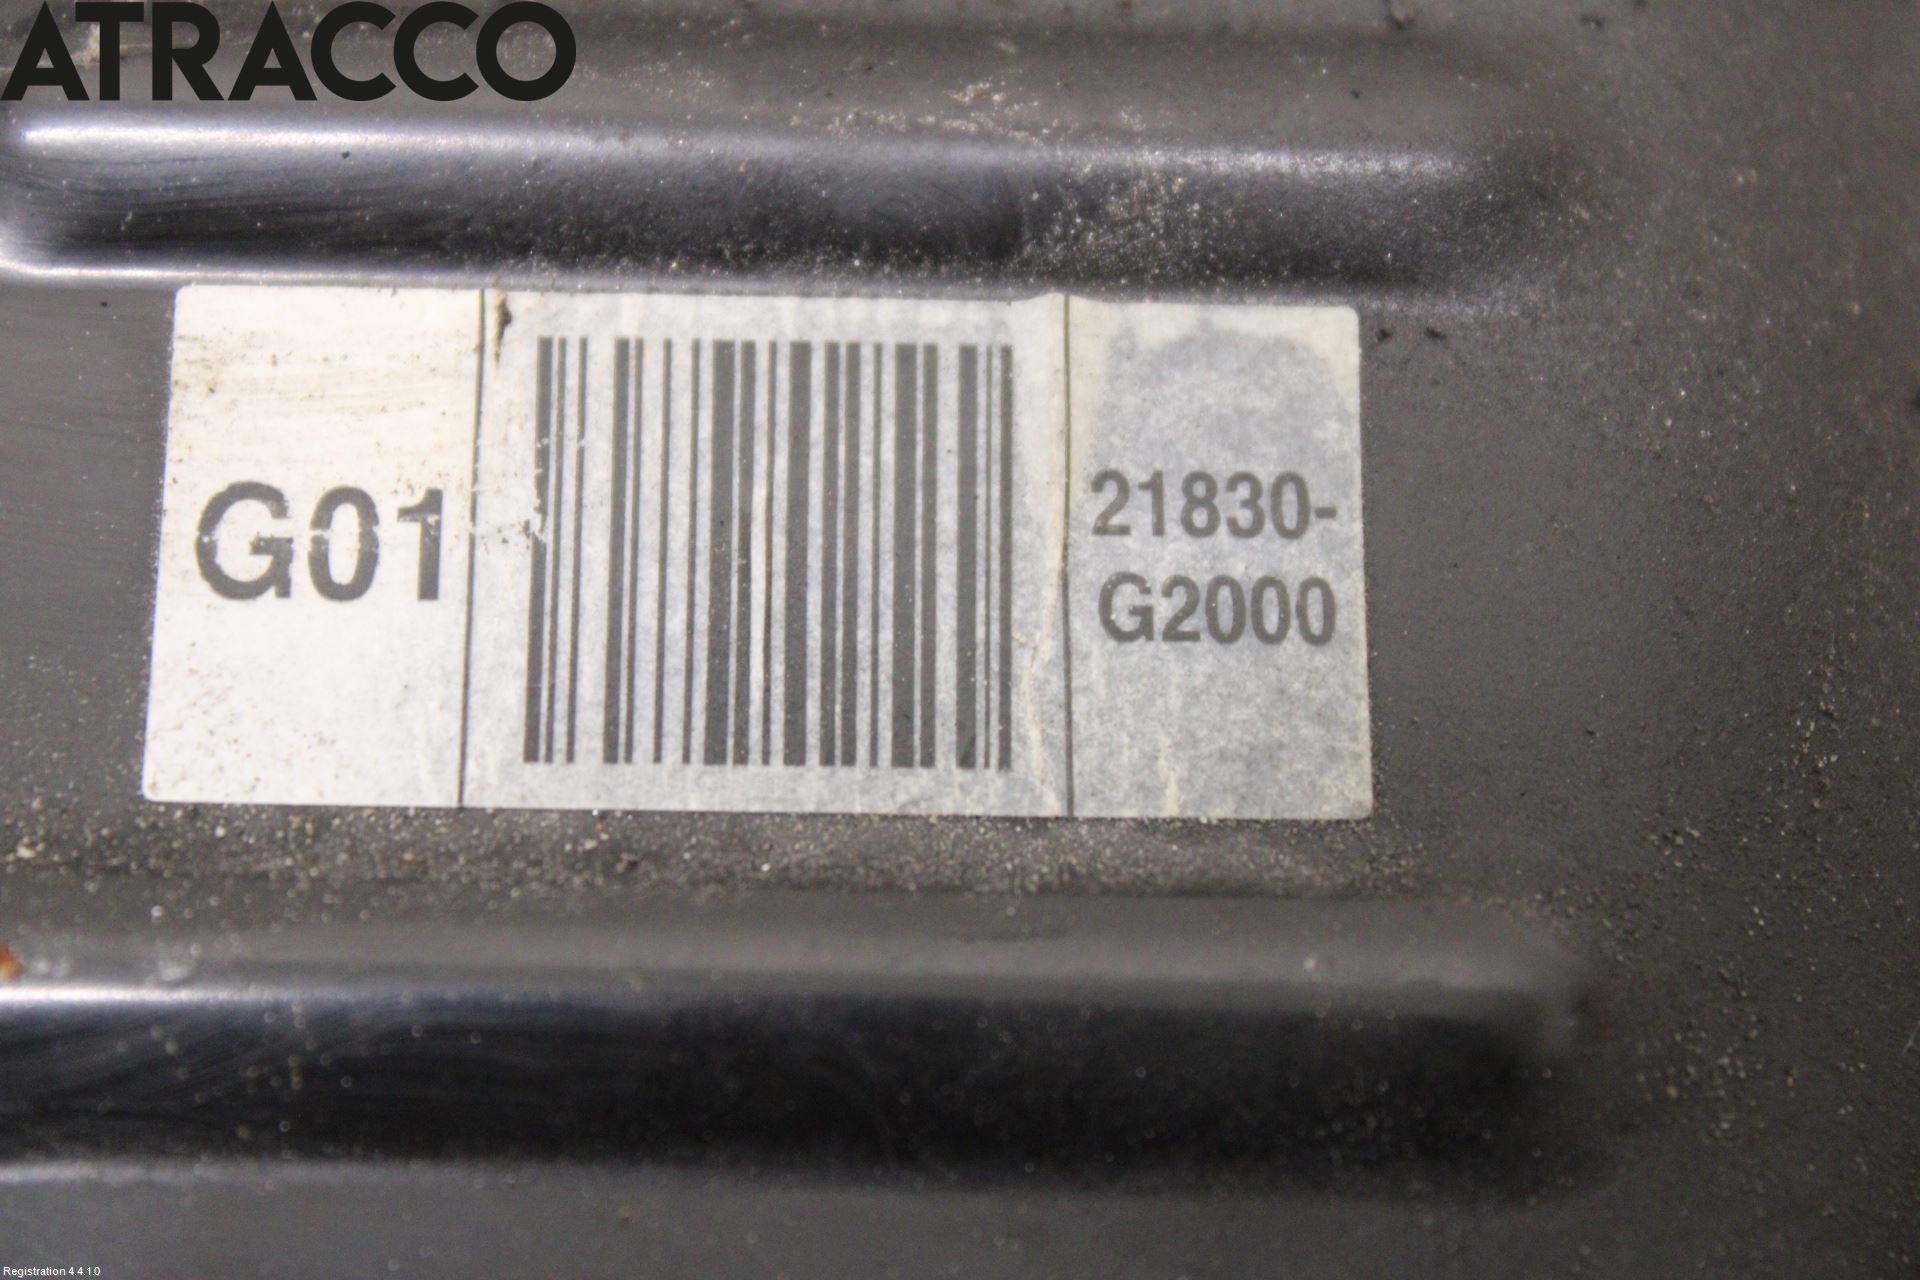 ATRACCO
G01
21830-
G2000
Registration 4.4.1.0